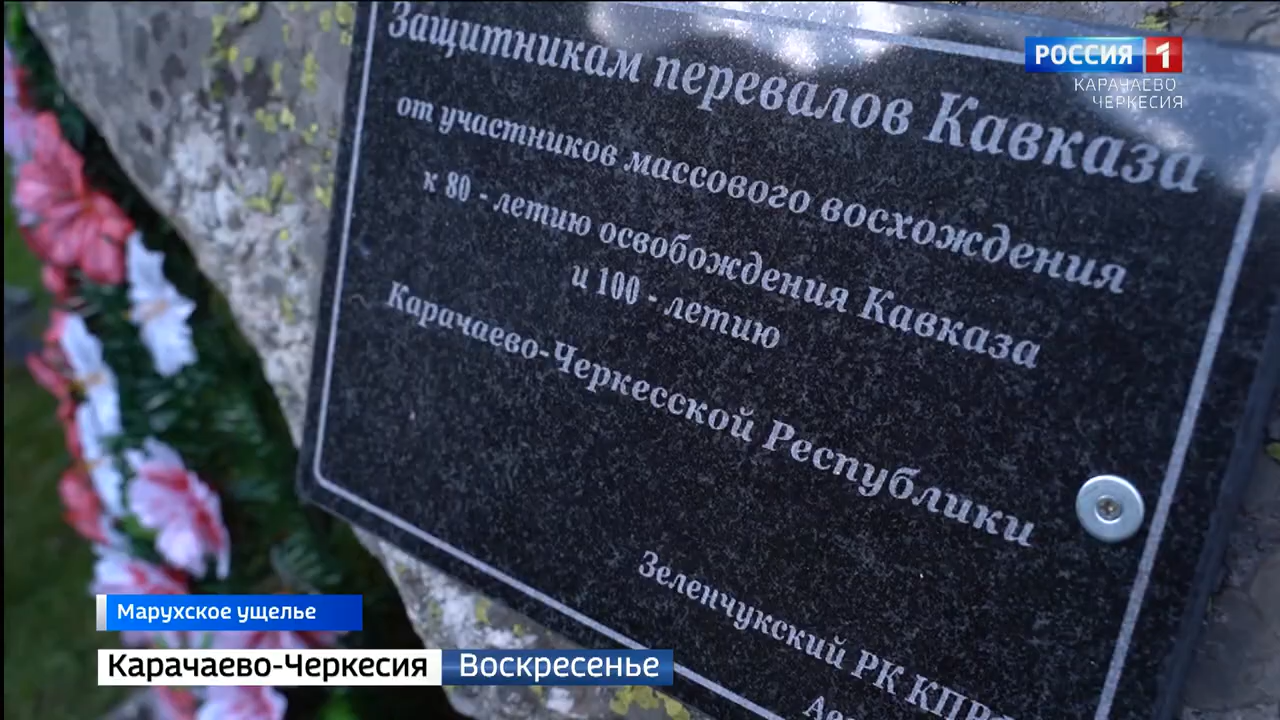 Защитникам перевалов Кавказа
от участников массового восхождения
к 80 - летию освобождения Кавказа
и 100 - летию
Карачаево-Черкесской Республики
Зеленчукский РК
РОССИЯ 1
КАРАЧАЕВО-
ЧЕРКЕСИЯ
Марухское ущелье
Карачаево-Черкесия Воскресенье